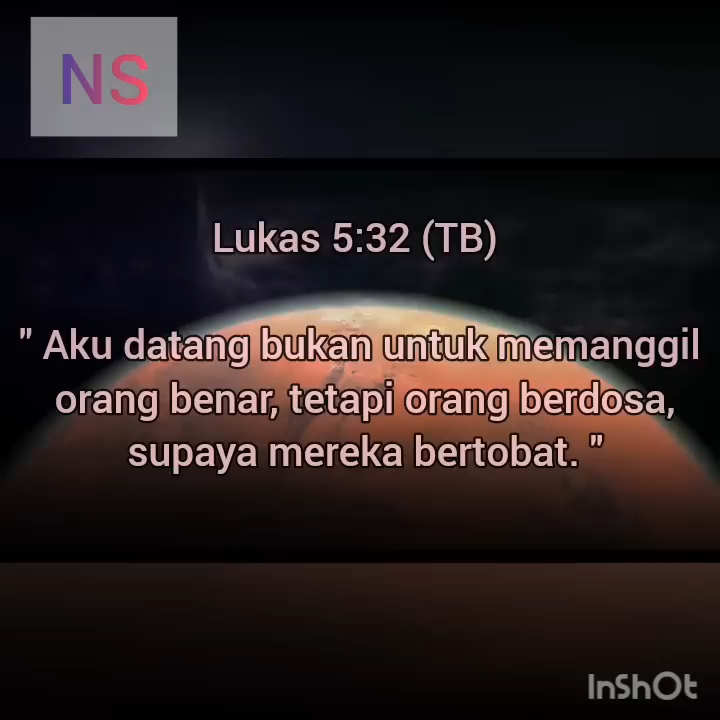 NS
Lukas 5:32 (TB)
" Aku datang bukan untuk memanggil
orang benar, tetapi orang berdosa,
supaya mereka bertobat. "
InShOt